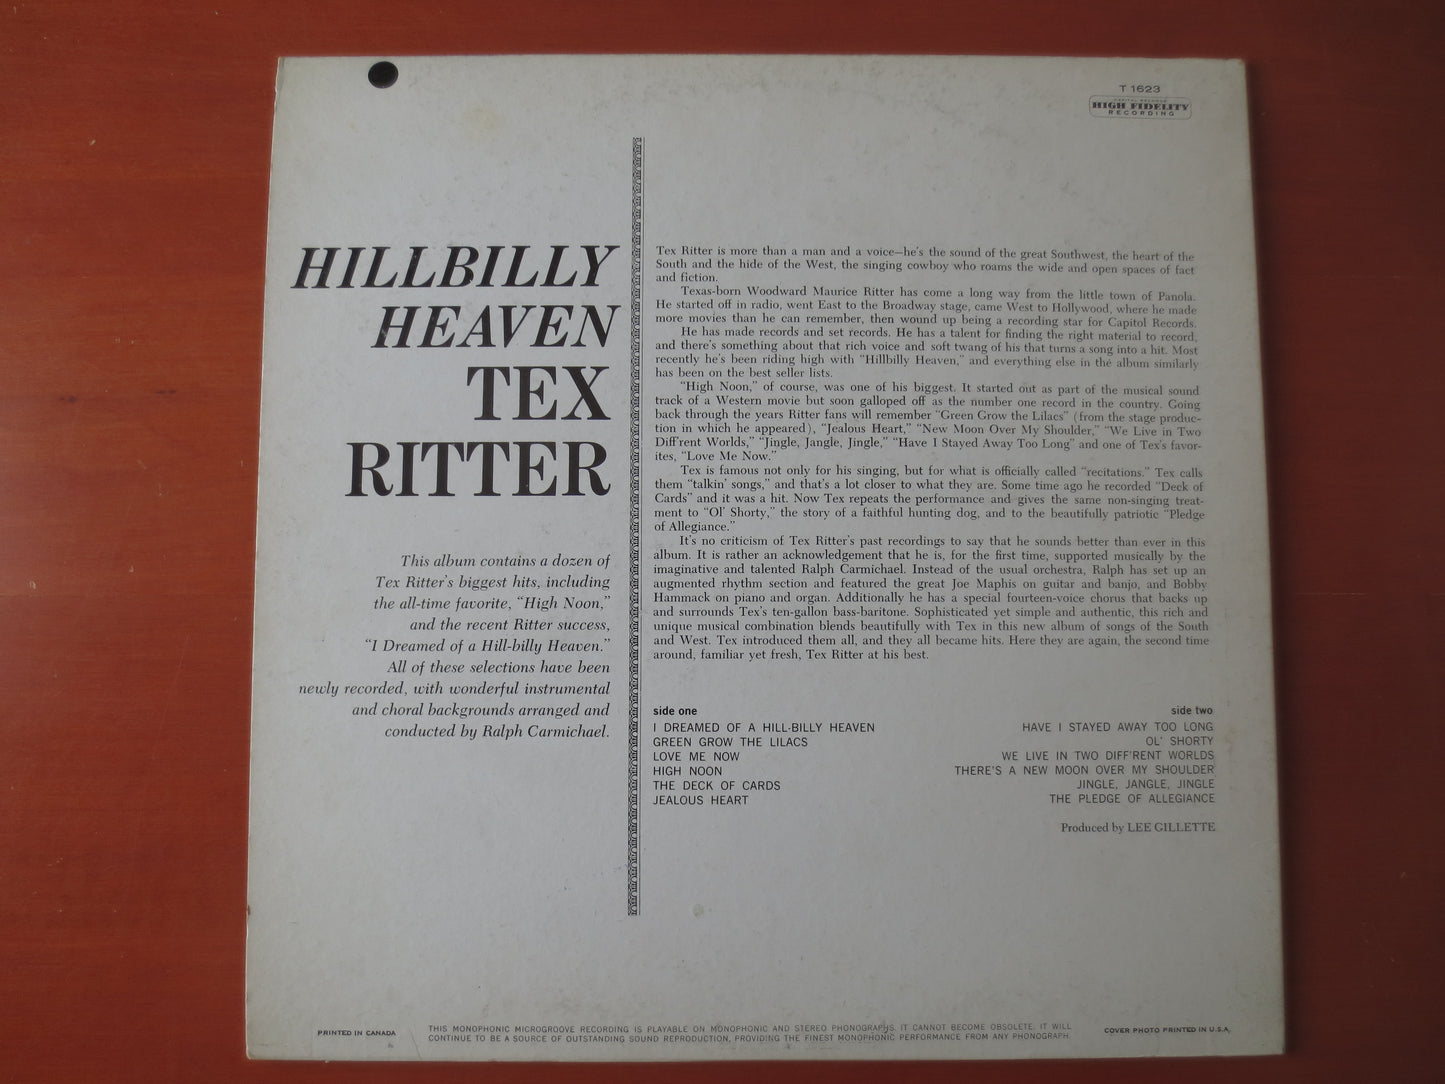 T 1623
HIGH FIDELITY
RECORDING
HILLBILLY
HEAVEN
TEX
RITTER
This album contains a dozen of
Tex Ritter's biggest hits, including
the all-time favorite, "High Noon,"
and the recent Ritter success,
"I Dreamed of a Hill-billy Heaven."
All of these selections have been
newly recorded, with wonderful instrumental
and choral backgrounds arranged and
conducted by Ralph Carmichael.
Tex Ritter is more than a man and a voice—he's the sound of the great Southwest, the heart of the
South and the hide of the West, the singing cowboy who roams the wide and open spaces of fact
and fiction.
Texas-born Woodward Maurice Ritter has come a long way from the little town of Panola.
He started off in radio, went East to the Broadway stage, came West to Hollywood, where he made
more movies than he can remember, then wound up being a recording star for Capitol Records.
He has made records and set records. He has a talent for finding the right material to record,
and there's something about that rich voice and soft twang of his that turns a song into a hit. Most
recently he's been riding high with "Hillbilly Heaven," and everything else in the album similarly
has been on the best seller lists.
"High Noon," of course, was one of his biggest. It started out as part of the musical sound
track of a Western movie but soon galloped off as the number one record in the country. Going
back through the years Ritter fans will remember "Green Grow the Lilacs" (from the stage produc-
tion in which he appeared), "Jealous Heart," "New Moon Over My Shoulder," "We Live in Two
Diff'rent Worlds," "Jingle, Jangle, Jingle," "Have I Stayed Away Too Long" and one of Tex's favor-
ites, "Love Me Now."
Tex is famous not only for his singing, but for what is officially called "recitations." Tex calls
them "talkin' songs," and that's a lot closer to what they are. Some time ago he recorded "Deck of
Cards" and it was a hit. Now Tex repeats the performance and gives the same non-singing treat-
ment to "Ol' Shorty," the story of a faithful hunting dog, and to the beautifully patriotic "Pledge
of Allegiance."
It's no criticism of Tex Ritter's past recordings to say that he sounds better than ever in this
album. It is rather an acknowledgement that he is, for the first time, supported musically by the
imaginative and talented Ralph Carmichael. Instead of the usual orchestra, Ralph has set up an
augmented rhythm section and featured the great Joe Maphis on guitar and banjo, and Bobby
Hammack on piano and organ. Additionally he has a special fourteen-voice chorus that backs up
and surrounds Tex's ten-gallon bass-baritone. Sophisticated yet simple and authentic, this rich and
unique musical combination blends beautifully with Tex in this new album of songs of the South
and West. Tex introduced them all, and they all became hits. Here they are again, the second time
around, familiar yet fresh, Tex Ritter at his best.
side one
I DREAMED OF A HILL-BILLY HEAVEN
GREEN GROW THE LILACS
LOVE ME NOW
HIGH NOON
THE DECK OF CARDS
JEALOUS HEART
side two
HAVE I STAYED AWAY TOO LONG
OL' SHORTY
WE LIVE IN TWO DIFF'RENT WORLDS
THERE'S A NEW MOON OVER MY SHOULDER
JINGLE, JANGLE, JINGLE
THE PLEDGE OF ALLEGIANCE
Produced by LEE GILLETTE
PRINTED IN CANADA
THIS MONOPHONIC MICROGROOVE RECORDING IS PLAYABLE ON MONOPHONIC AND STEREO PHONOGRAPHS. IT CANNOT BECOME OBSOLETE. IT WILL
CONTINUE TO BE A SOURCE OF OUTSTANDING SOUND REPRODUCTION, PROVIDING THE FINEST MONOPHONIC PERFORMANCE FROM ANY PHONOGRAPH.
COVER PHOTO PRINTED IN U.S.A.